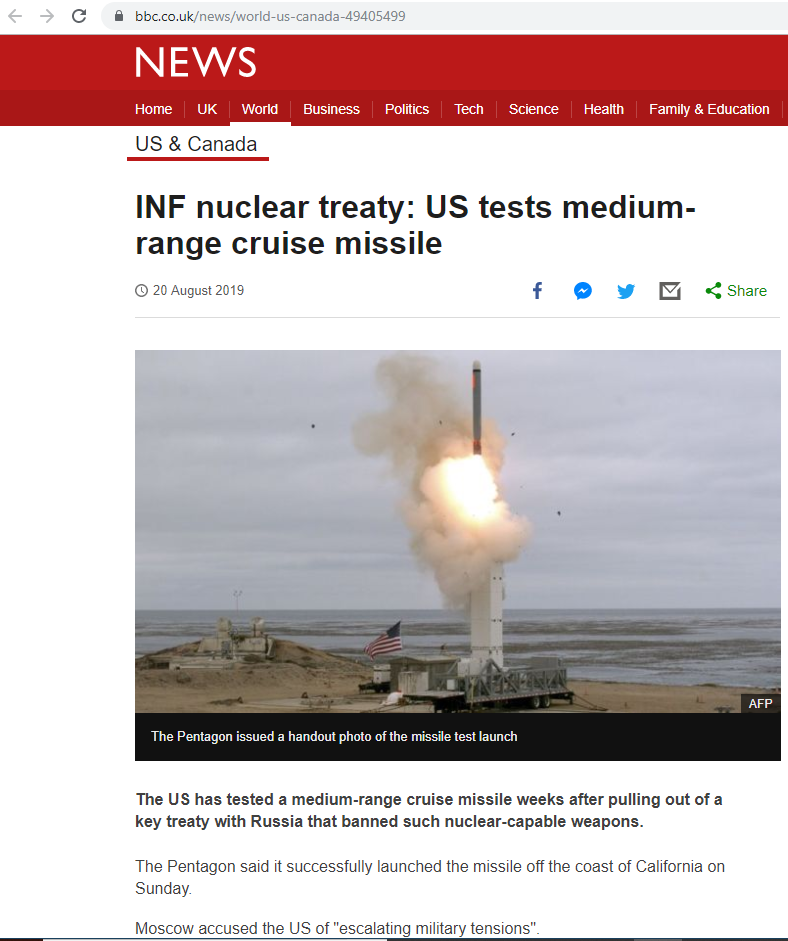 bbc.co.uk/news/world-us-canada-49405499
NEWS
Home UK World Business Politics Tech Science Health Family & Education
US & Canada
INF nuclear treaty: US tests medium-
range cruise missile
20 August 2019 Share
AFP
The Pentagon issued a handout photo of the missile test launch
The US has tested a medium-range cruise missile weeks after pulling out of a
key treaty with Russia that banned such nuclear-capable weapons.
The Pentagon said it successfully launched the missile off the coast of California on
Sunday.
Moscow accused the US of "escalating military tensions".